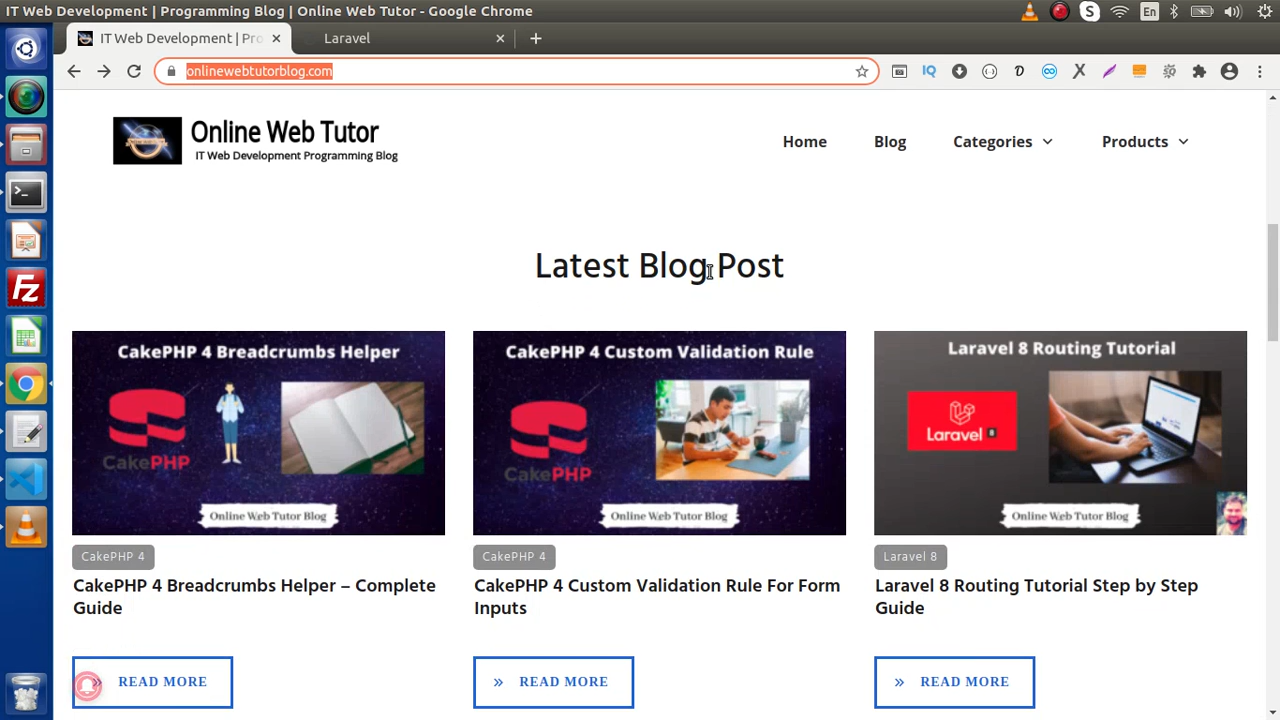 IT Web Development | Programming Blog | Online Web Tutor - Google Chrome
En
IT Web Development | Pro
Laravel
onlinewebtutorblog.com
IQ
Online Web Tutor
IT Web Development Programming Blog
Home
Blog
Categories
Products
Latest Blog Post
CakePHP 4 Breadcrumbs Helper
CakePHP
Online Web Tutor Blog
CakePHP 4 Custom Validation Rule
CakePHP
Online Web Tutor Blog
Laravel 8 Routing Tutorial
Laravel 8
Online Web Tutor Blog
CakePHP 4
CakePHP 4
Laravel 8
CakePHP 4 Breadcrumbs Helper – Complete
Guide
CakePHP 4 Custom Validation Rule For Form
Inputs
Laravel 8 Routing Tutorial Step by Step
Guide
» READ MORE
» READ MORE
» READ MORE